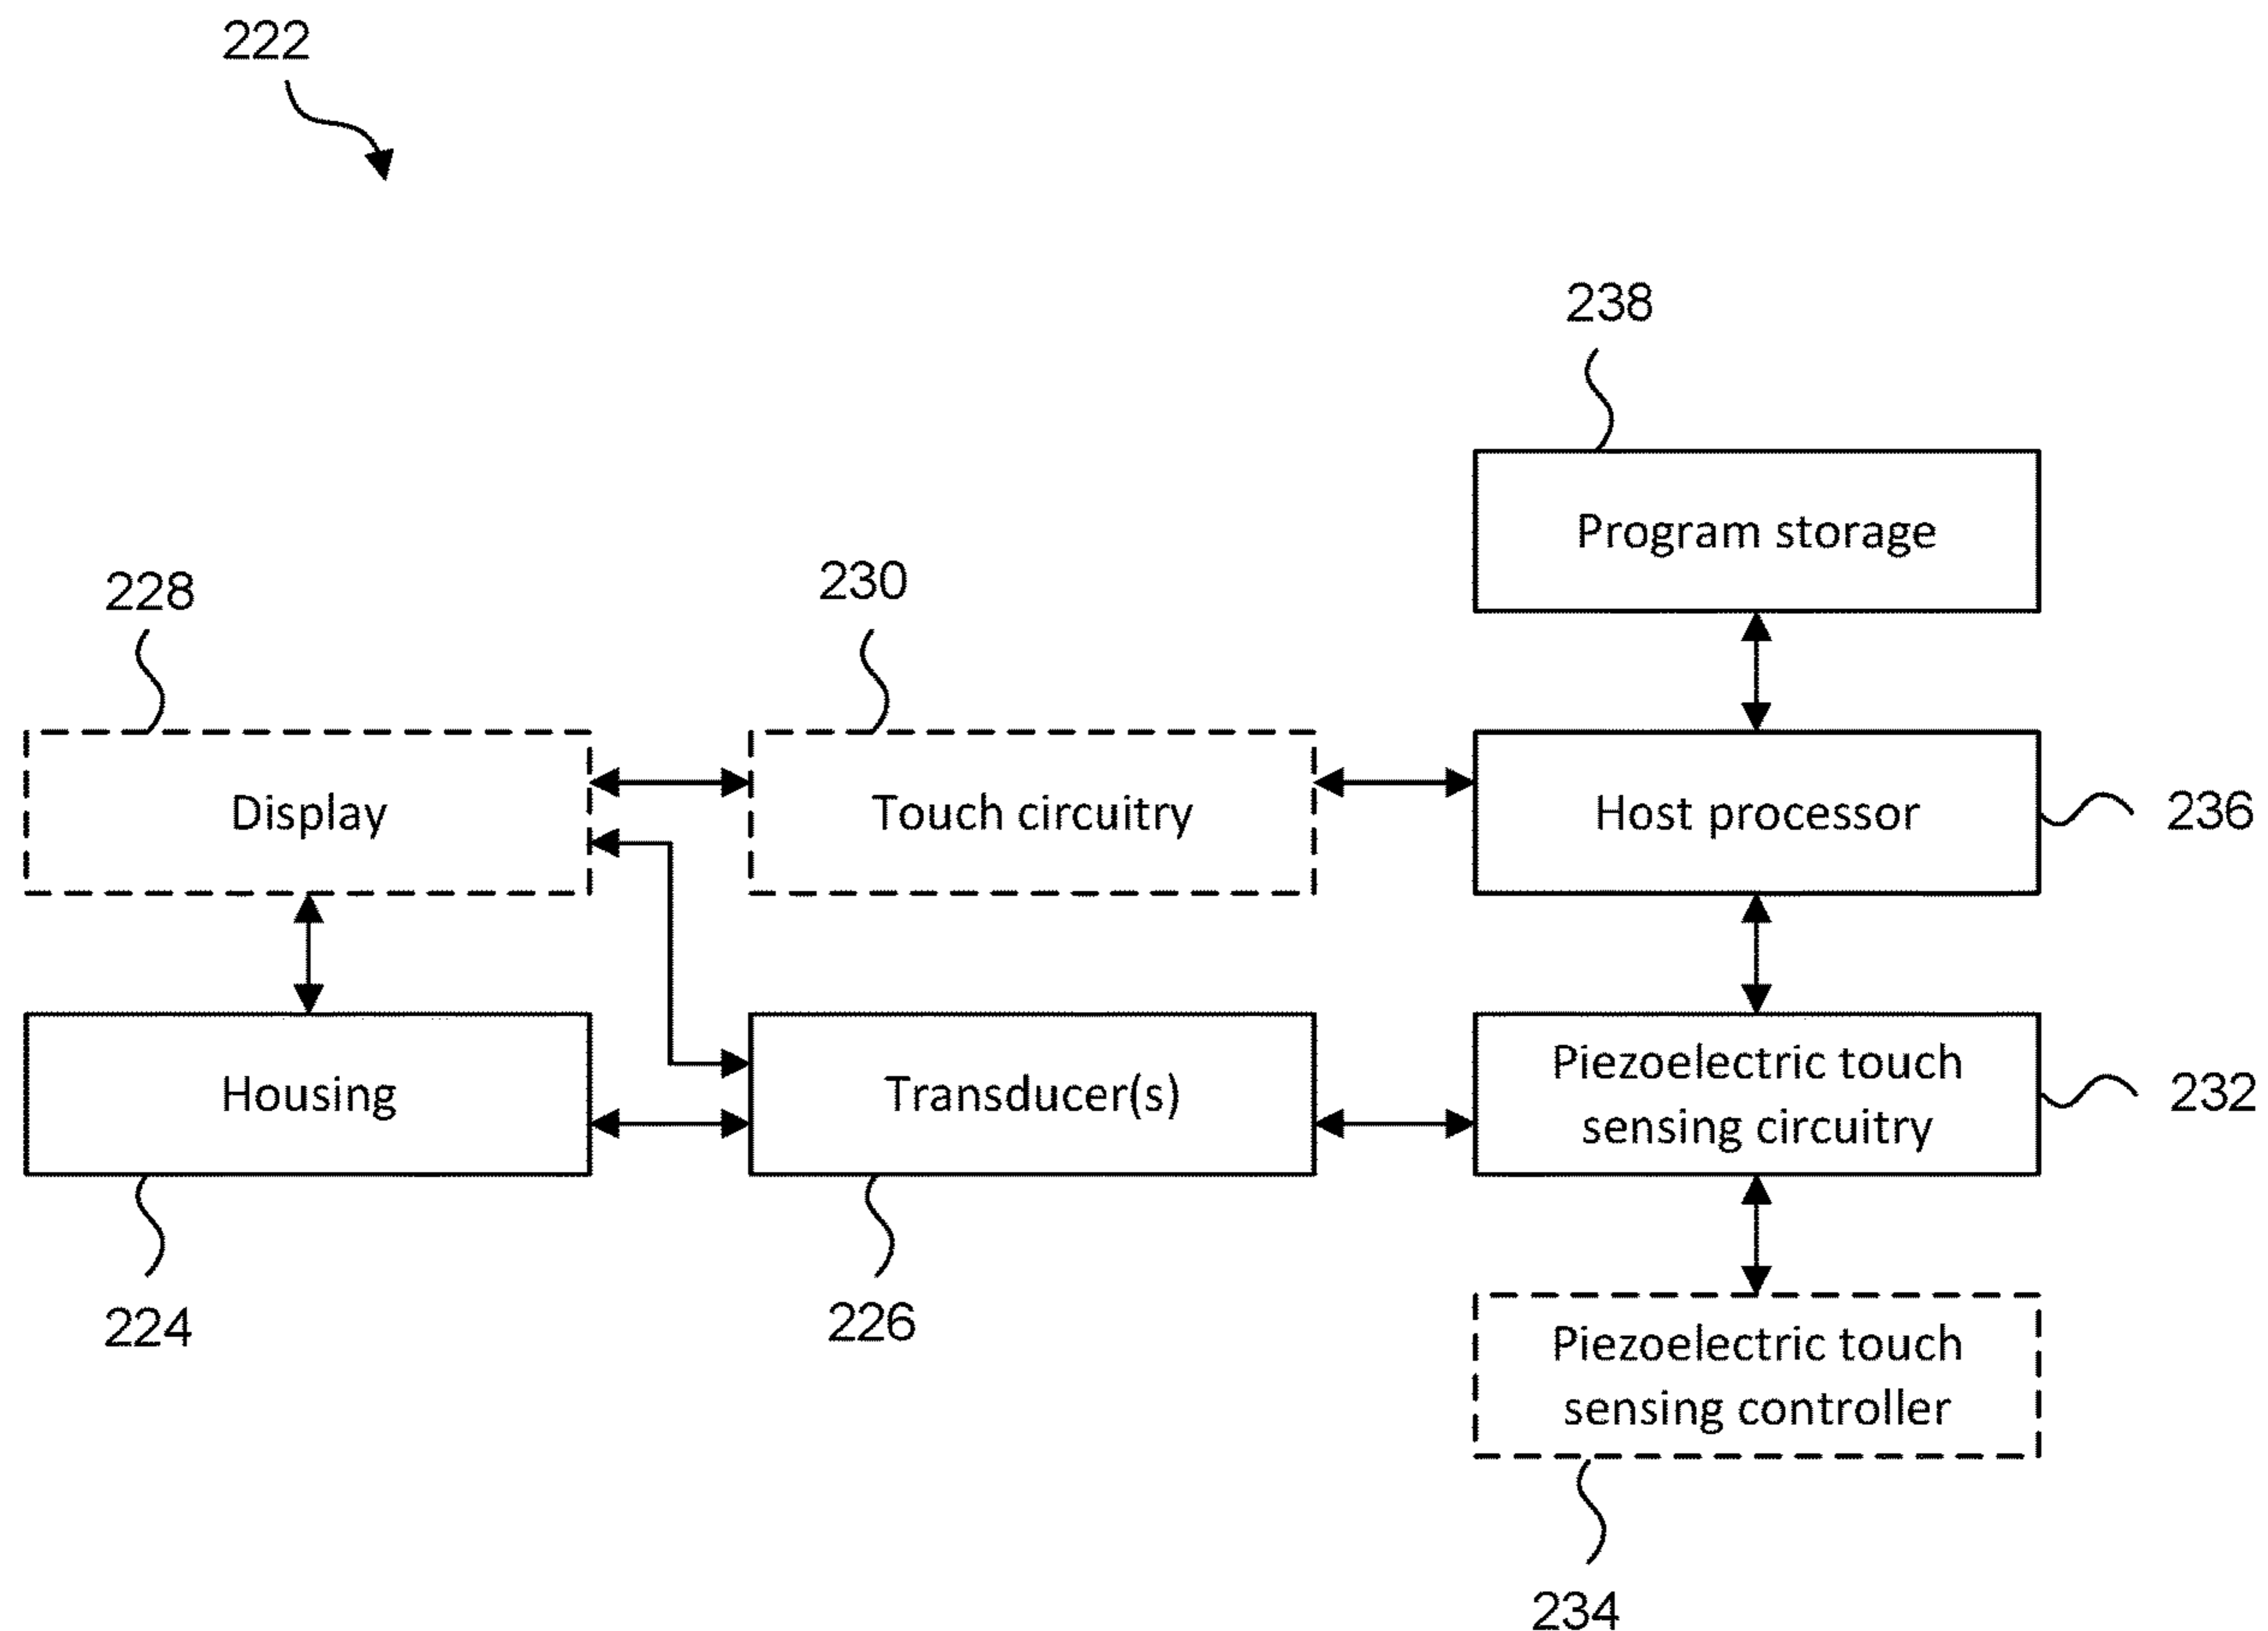 222
238
Program storage
228
230
Display
Touch circuitry
Host processor
236
Housing
Transducer(s)
Piezoelectric touch
sensing circuitry
232
224
226
Piezoelectric touch
sensing controller
234